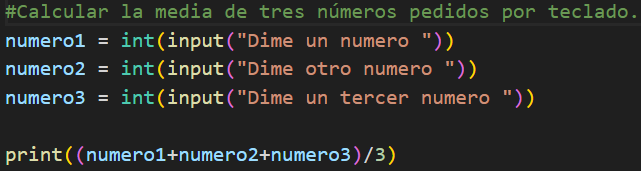 #Calcular la media de tres números pedidos por teclado.
numero1 = int(input("Dime un numero "))
numero2 = int(input("Dime otro numero "))
numero3 = int(input("Dime un tercer numero "))
print((numero1+numero2+numero3)/3)